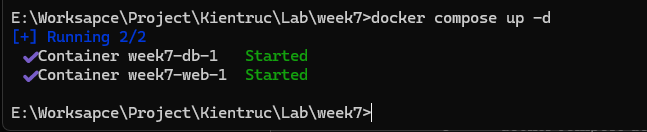 E:\Worksapce\Project\Kientruc\Lab\week7>docker compose up -d
[+] Running 2/2
✔Container week7-db-1 Started
✔Container week7-web-1 Started
E:\Worksapce\Project\Kientruc\Lab\week7>